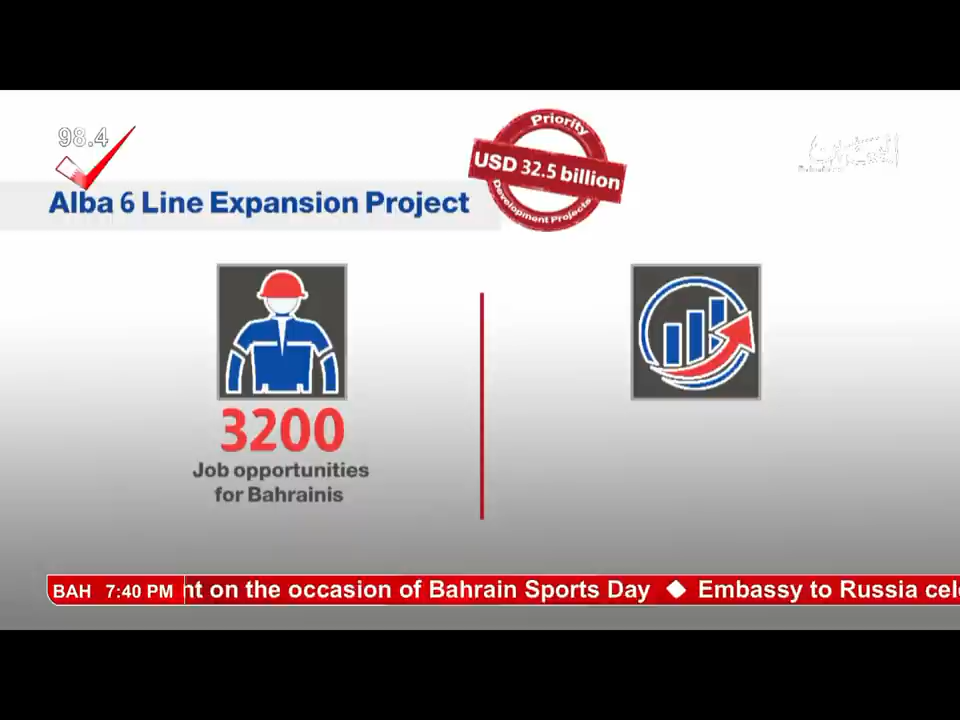 98.4
Priority
USD 32.5 billion
Development Projects
Alba 6 Line Expansion Project
3200
Job opportunities
for Bahrainis
BAH 7:40 PM nt on the occasion of Bahrain Sports Day ◆ Embassy to Russia cele